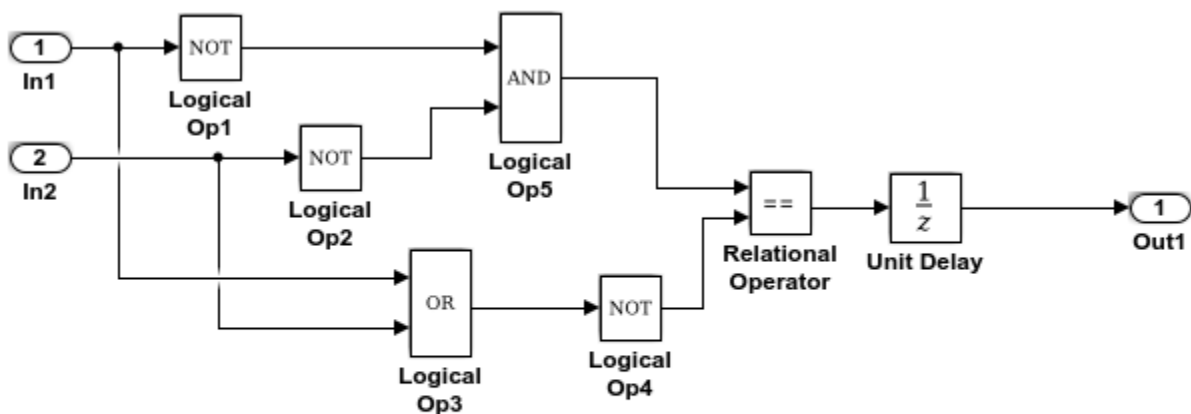 1
In1
NOT
Logical
Op1
2
In2
NOT
Logical
Op2
AND
Logical
Op5
OR
Logical
Op3
NOT
Logical
Op4
==
Relational
Operator
1
z
Unit Delay
1
Out1